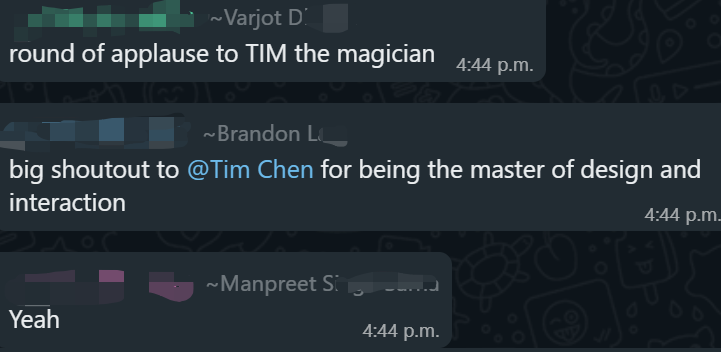 ~Varjot
round of applause to TIM the magician
4:44 p.m.
~Brandon
big shoutout to @Tim Chen for being the master of design and
interaction
4:44 p.m.
~Manpreet
Yeah
4:44 p.m.